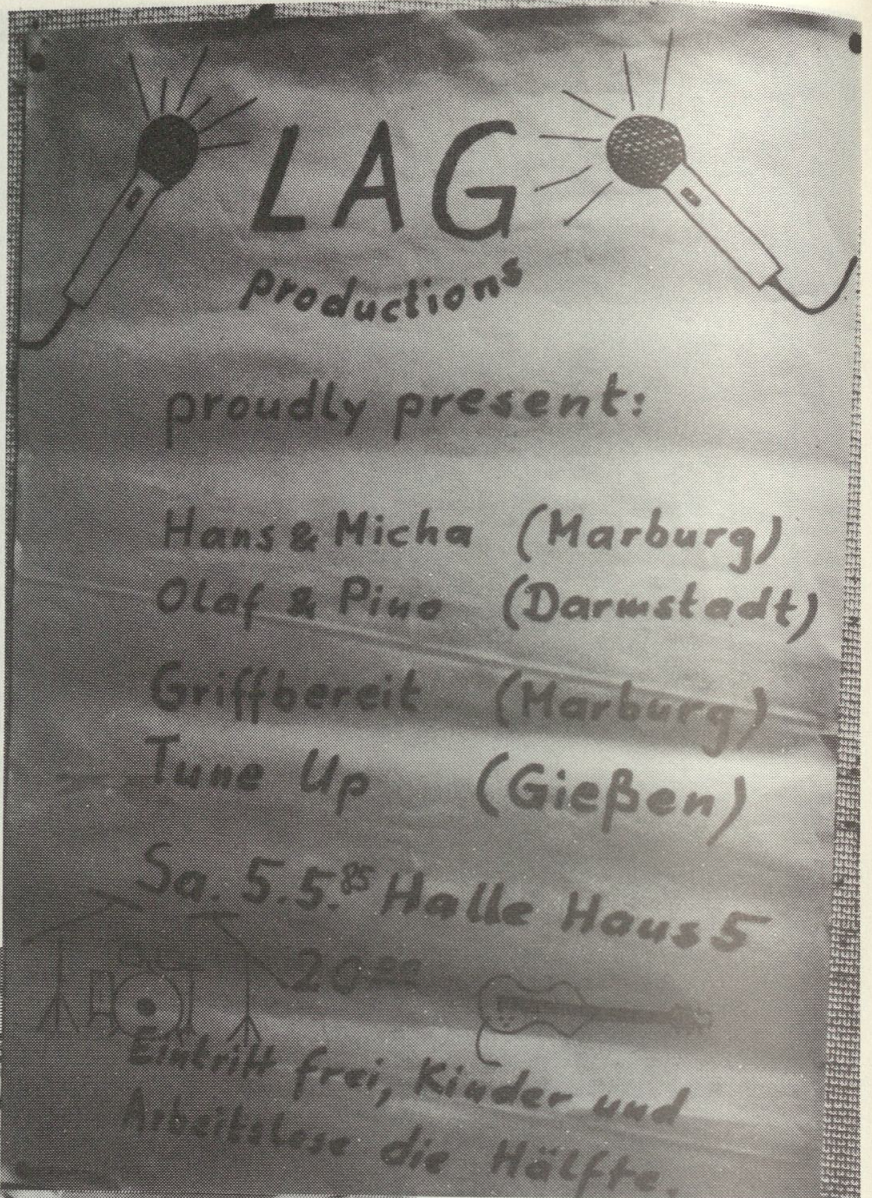 LAG
productions
proudly present:
Hans & Micha (Marburg)
Olaf & Pino (Darmstadt)
Griffbereit (Marburg)
Tune Up (Gießen)
Sa. 5.5.85 Halle Haus 5
20 00
Eintritt frei, Kinder und
Arbeitslose die Hälfte.